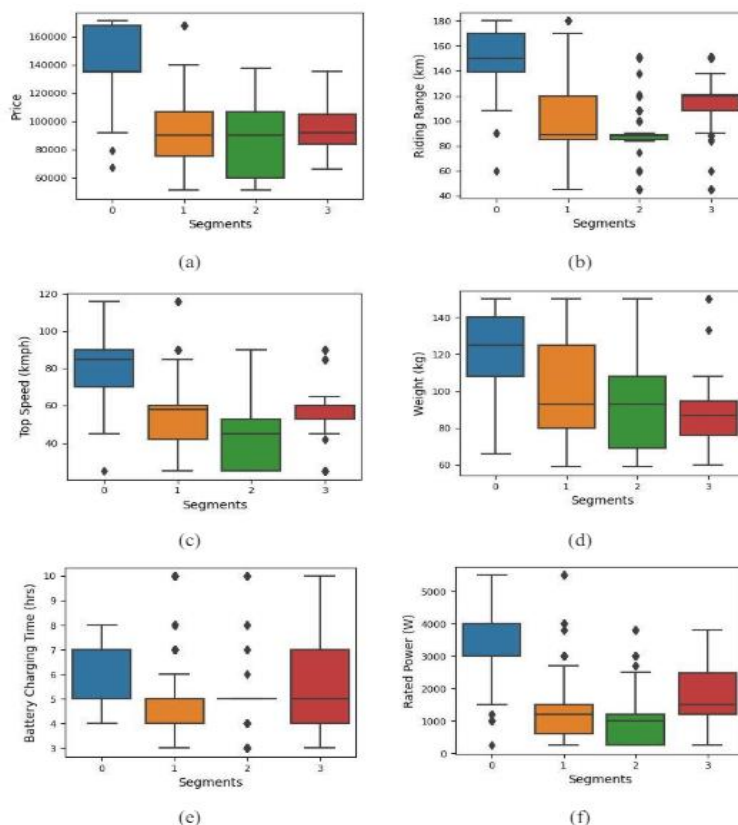 160000
140000
120000
100000
80000
60000
Price
0 1 2 3
Segments
(a)
180
160
140
120
100
80
60
40
Riding Range (km)
0 1 2 3
Segments
(b)
120
100
80
60
40
Top Speed (kmph)
0 1 2 3
Segments
(c)
140
120
100
80
60
Weight (kg)
0 1 2 3
Segments
(d)
10
9
8
7
6
5
4
3
Battery Charging Time (hrs)
0 1 2 3
Segments
(e)
5000
4000
3000
2000
1000
0
Rated Power (W)
0 1 2 3
Segments
(f)